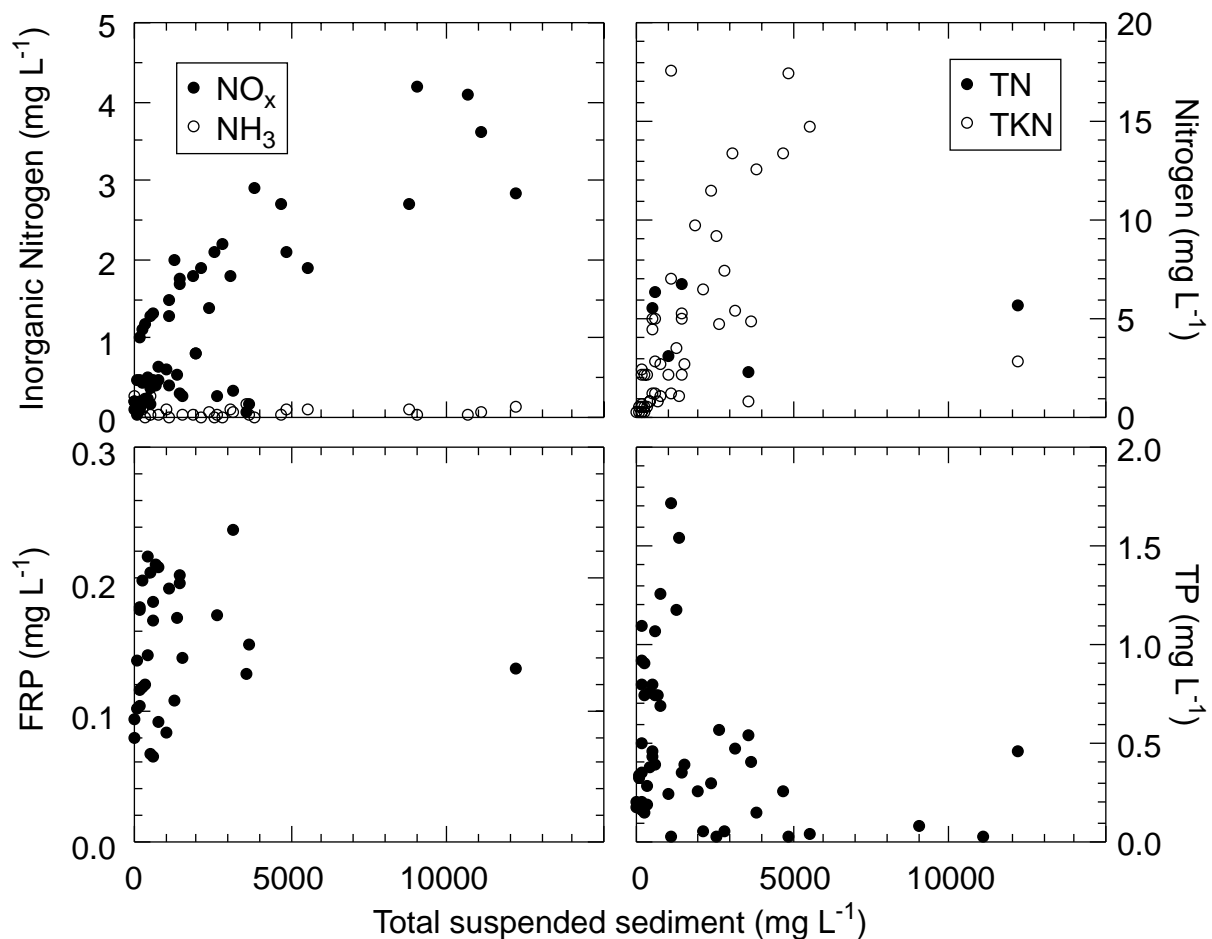 Inorganic Nitrogen (mg L⁻¹)
5
4
3
2
1
0
NOₓ
NH₃
TN
TKN
20
15
10
5
0
Nitrogen (mg L⁻¹)
FRP (mg L⁻¹)
0.3
0.2
0.1
0.0
2.0
1.5
1.0
0.5
0.0
TP (mg L⁻¹)
0 5000 10000
0 5000 10000
Total suspended sediment (mg L⁻¹)